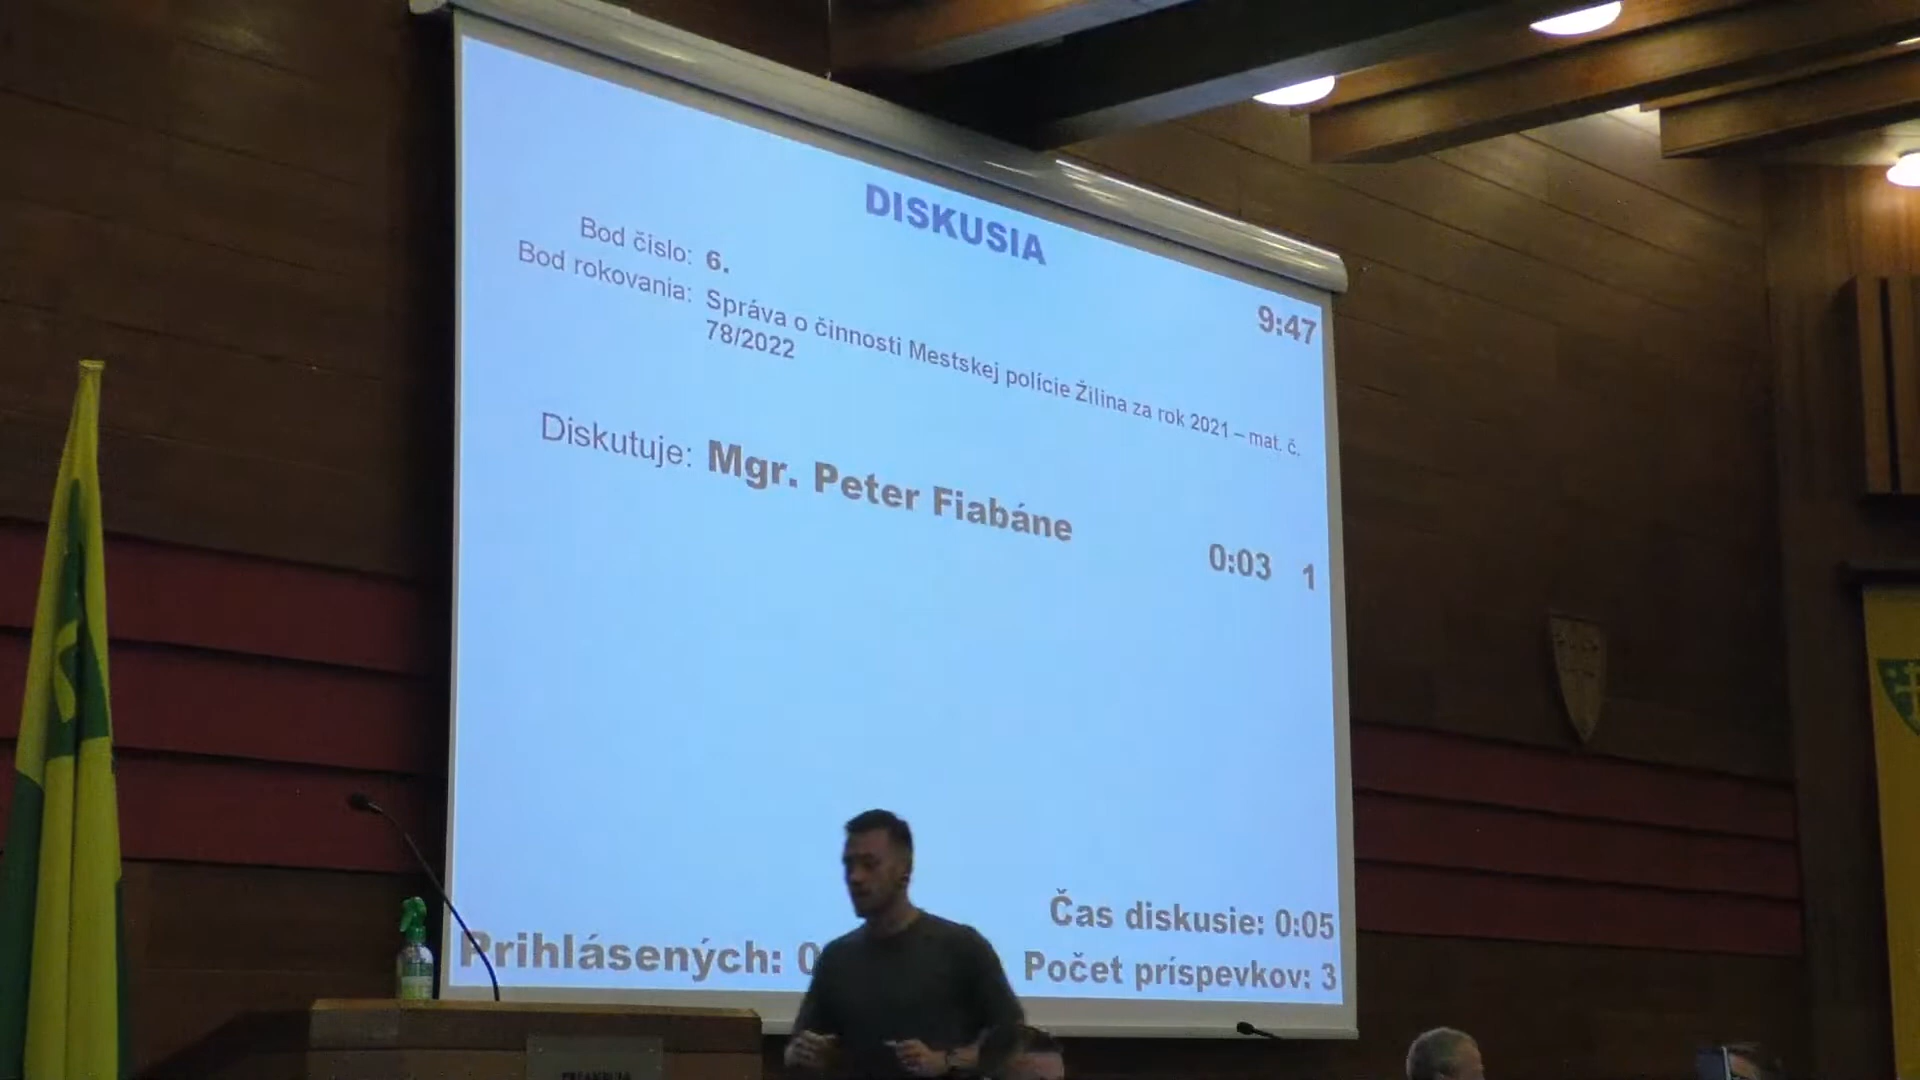 DISKUSIA
Bod číslo: 6.
9:47
Bod rokovania: Správa o činnosti Mestskej polície Žilina za rok 2021 – mat. č.
78/2022
Diskutuje: Mgr. Peter Fiabáne
0:03 1
Čas diskusie: 0:05
Prihlásených: 0
Počet príspevkov: 3